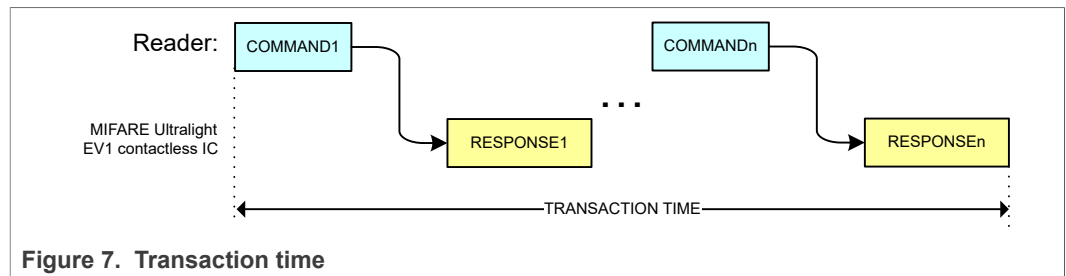 Reader:
COMMAND1
COMMANDn
...
MIFARE Ultralight
EV1 contactless IC
RESPONSE1
RESPONSEn
TRANSACTION TIME
Figure 7. Transaction time